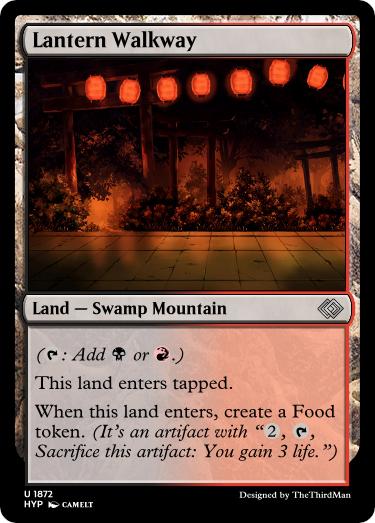 Lantern Walkway
Land — Swamp Mountain
(: Add or .)
This land enters tapped.
When this land enters, create a Food
token. (It's an artifact with “2, ,
Sacrifice this artifact: You gain 3 life.”)
U 1872
HYP CAMELT
Designed by TheThirdMan